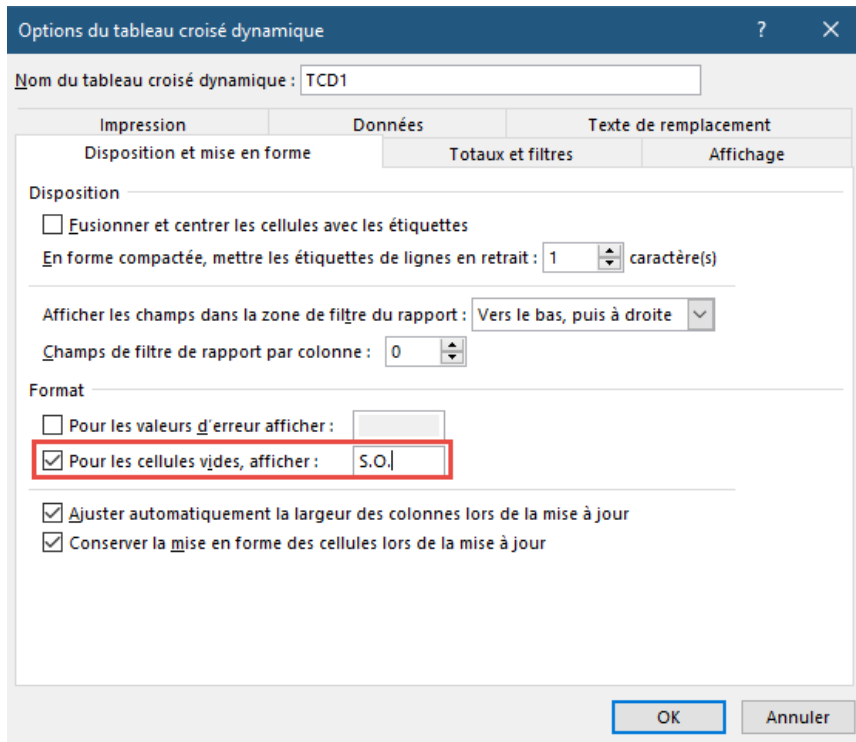 Options du tableau croisé dynamique ? ×
Nom du tableau croisé dynamique : TCD1
Impression Données Texte de remplacement
Disposition et mise en forme Totaux et filtres Affichage
Disposition
Fusionner et centrer les cellules avec les étiquettes
En forme compactée, mettre les étiquettes de lignes en retrait : 1 caractère(s)
Afficher les champs dans la zone de filtre du rapport : Vers le bas, puis à droite
Champs de filtre de rapport par colonne : 0
Format
Pour les valeurs d'erreur afficher :
Pour les cellules vides, afficher : S.O.
Ajuster automatiquement la largeur des colonnes lors de la mise à jour
Conserver la mise en forme des cellules lors de la mise à jour
OK Annuler